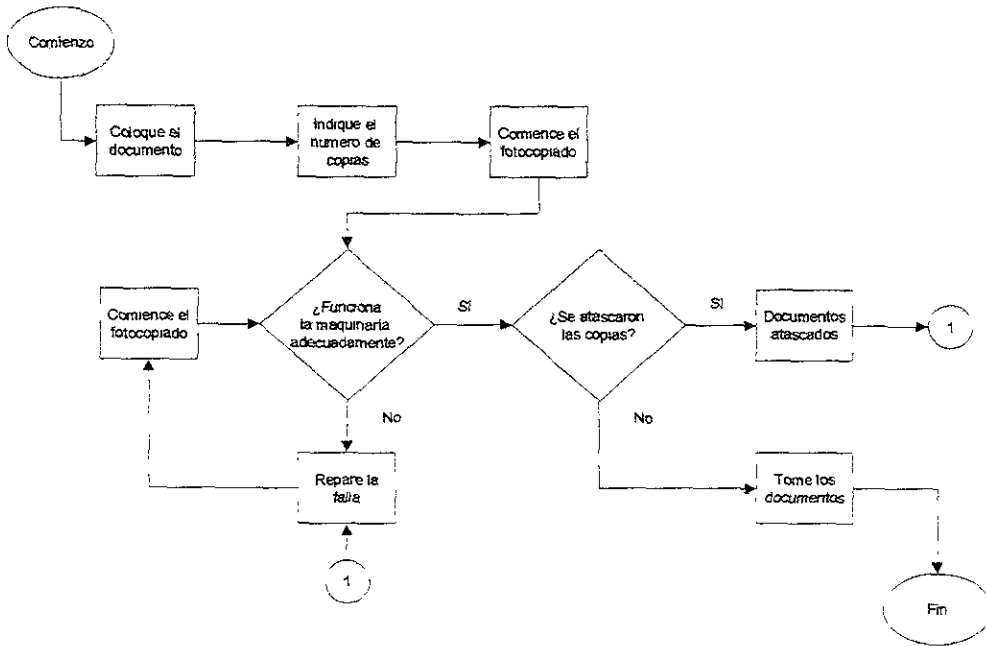 Comienzo
Coloque el
documento
Indique el
numero de
copias
Comience el
fotocopiado
Comience el
fotocopiado
¿Funciona
la maquinaria
adecuadamente?
Sí
¿Se atascaron
las copias?
Sí
Documentos
atascados
1
No
No
Repare la
falla
Tome los
documentos
1
Fin